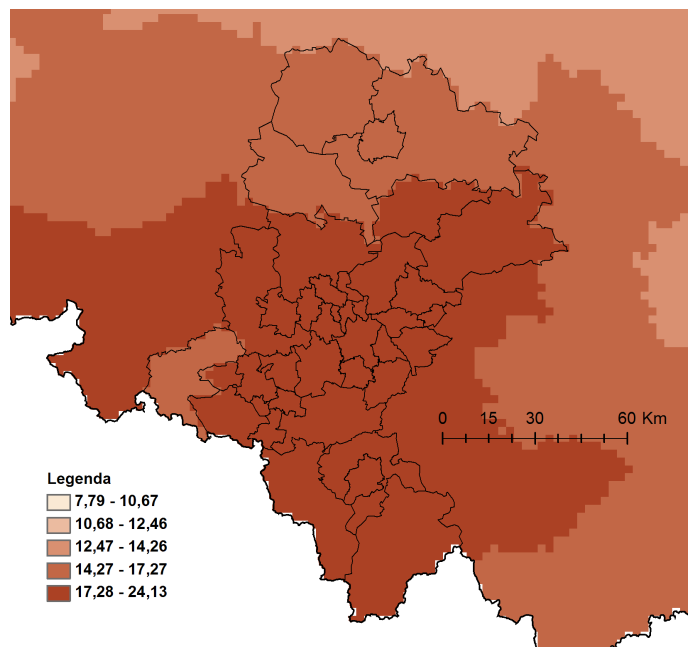 0 15 30 60 Km
Legenda
7,79 - 10,67
10,68 - 12,46
12,47 - 14,26
14,27 - 17,27
17,28 - 24,13